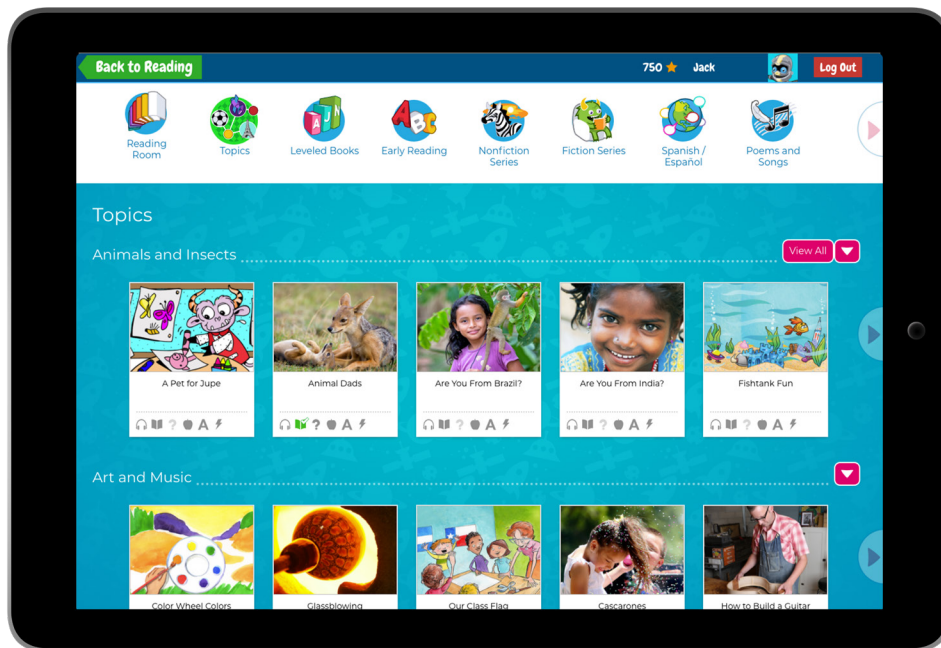 Back to Reading
750
Jack
Log Out
Reading
Room
Topics
Leveled Books
Early Reading
Nonfiction
Series
Fiction Series
Spanish /
Español
Poems and
Songs
Topics
Animals and Insects
View All
A Pet for Jupe
Animal Dads
Are You From Brazil?
Are You From India?
Fishtank Fun
Art and Music
Color Wheel Colors
Glassblowing
Our Class Flag
Cascarones
How to Build a Guitar